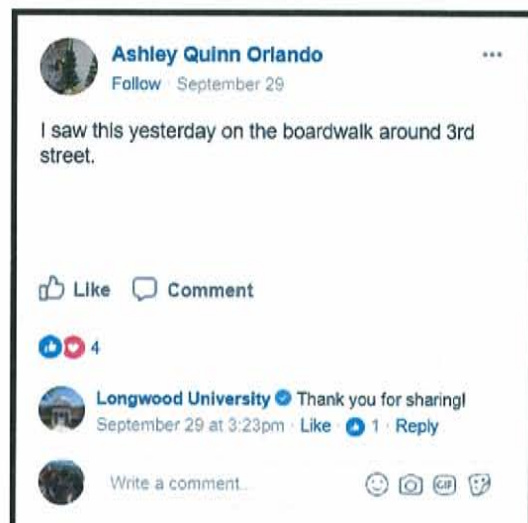 Ashley Quinn Orlando
...
Follow · September 29
I saw this yesterday on the boardwalk around 3rd
street.
Like Comment
4
Longwood University Thank you for sharing!
September 29 at 3:23pm · Like · 1 · Reply
Write a comment...
GIF